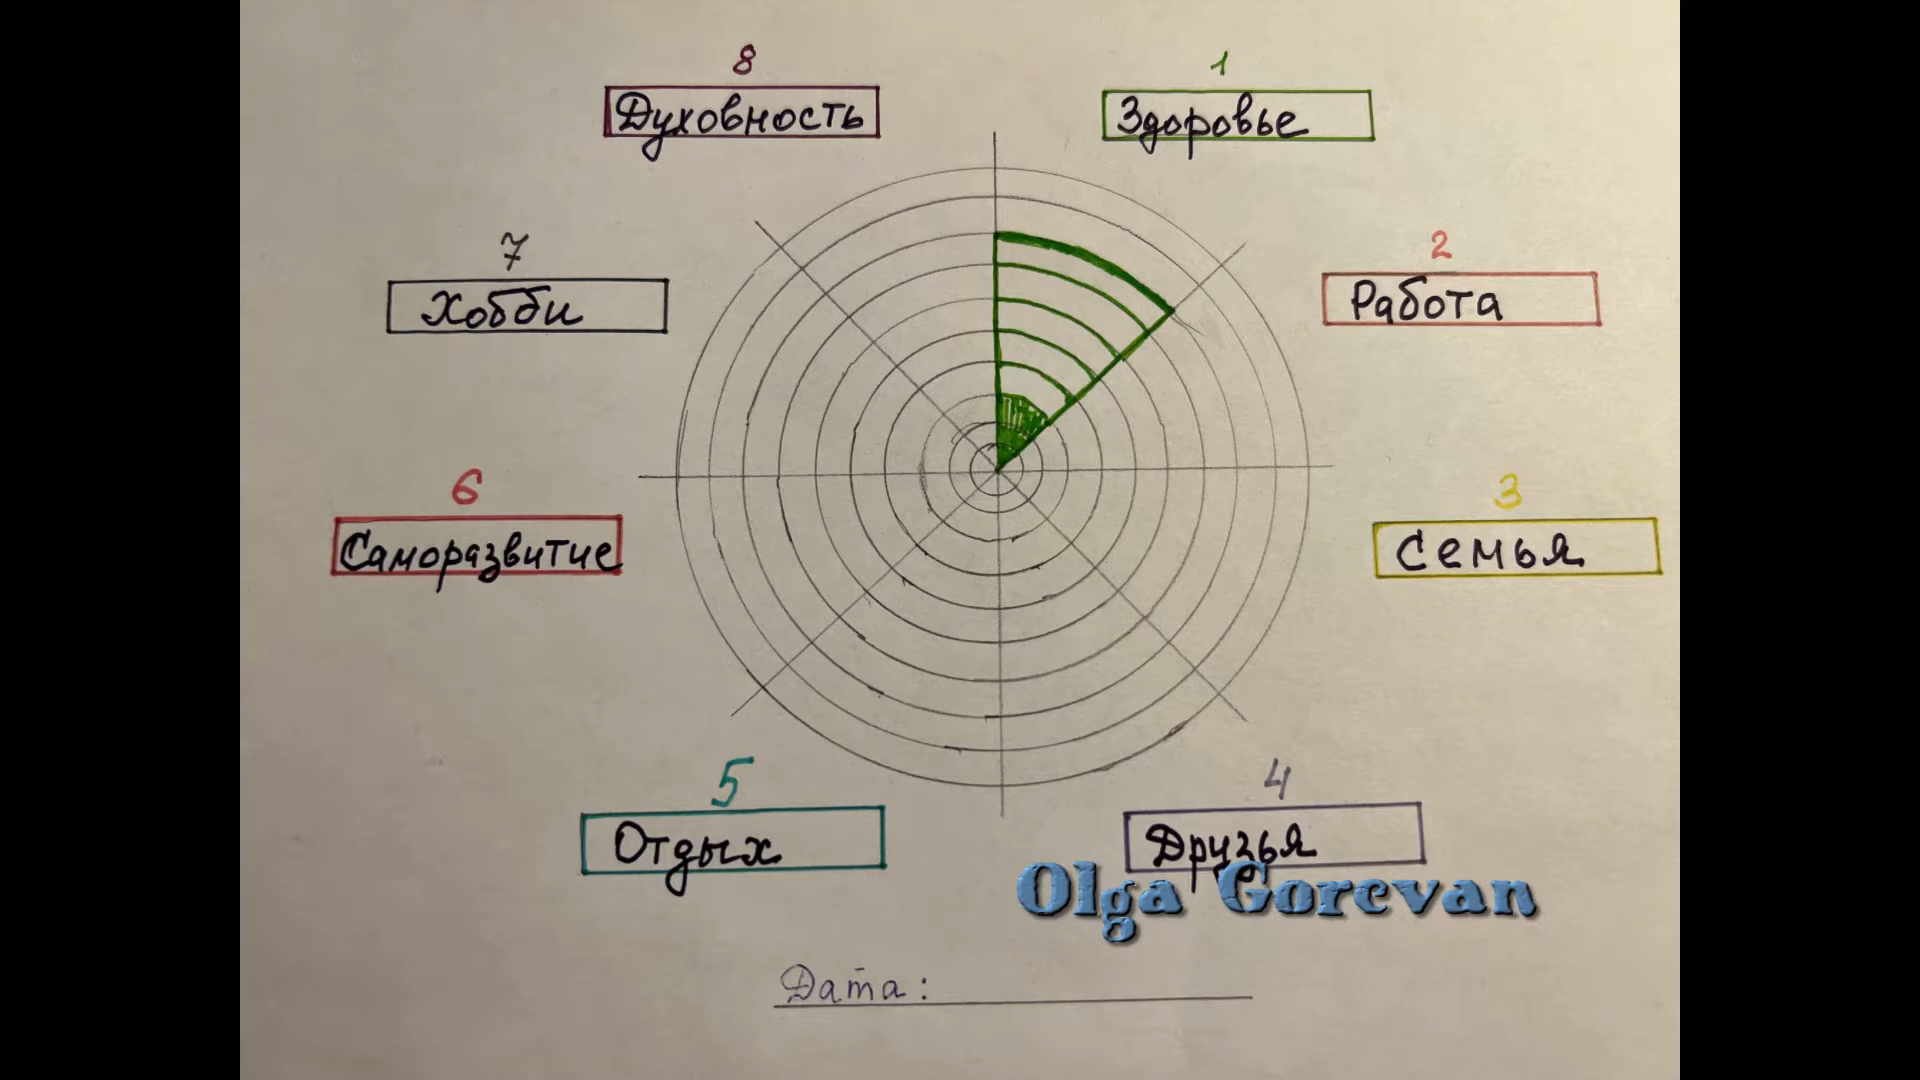 8
Духовность
1
Здоровье
7
Хобби
2
Работа
6
Саморазвитие
3
Семья
5
Отдых
4
Друзья
Olga Gorevan
Дата: